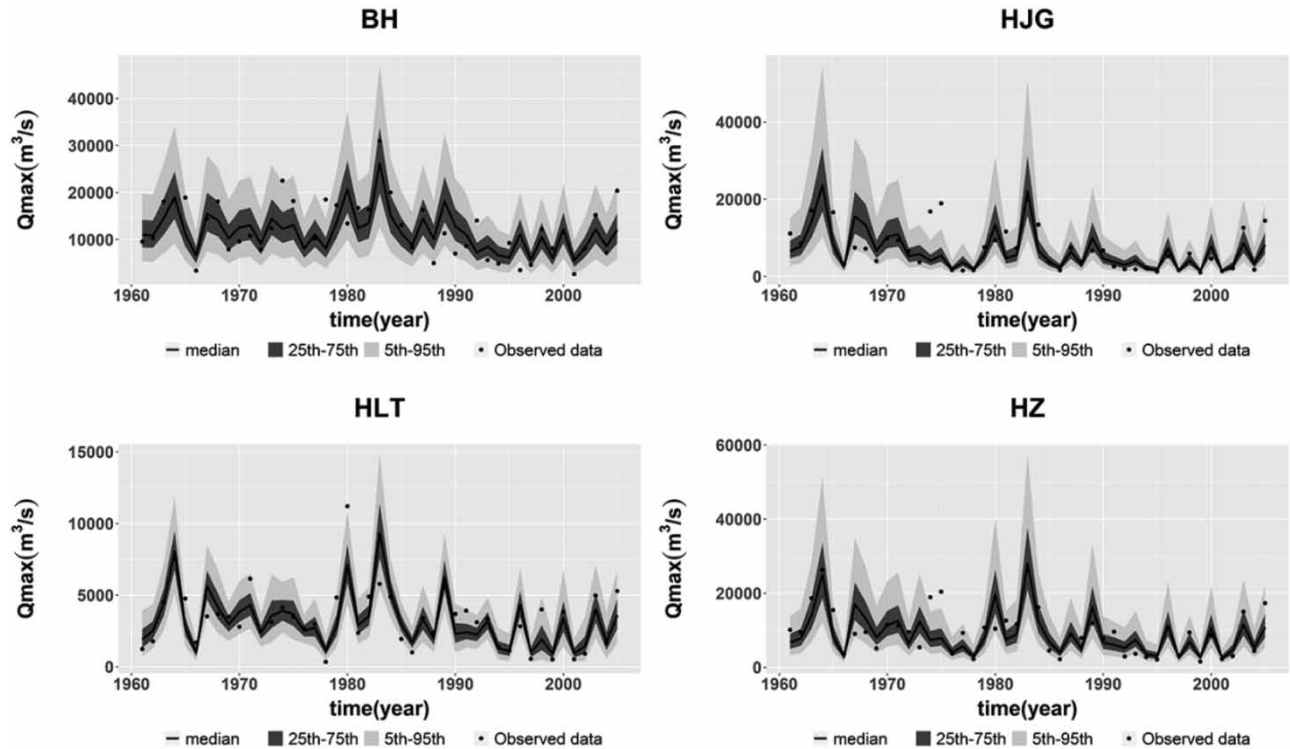 BH
Qmax(m³/s)
40000
30000
20000
10000
1960 1970 1980 1990 2000
time(year)
median 25th-75th 5th-95th Observed data
HJG
Qmax(m³/s)
40000
20000
0
1960 1970 1980 1990 2000
time(year)
median 25th-75th 5th-95th Observed data
HLT
Qmax(m³/s)
15000
10000
5000
0
1960 1970 1980 1990 2000
time(year)
median 25th-75th 5th-95th Observed data
HZ
Qmax(m³/s)
60000
40000
20000
0
1960 1970 1980 1990 2000
time(year)
median 25th-75th 5th-95th Observed data